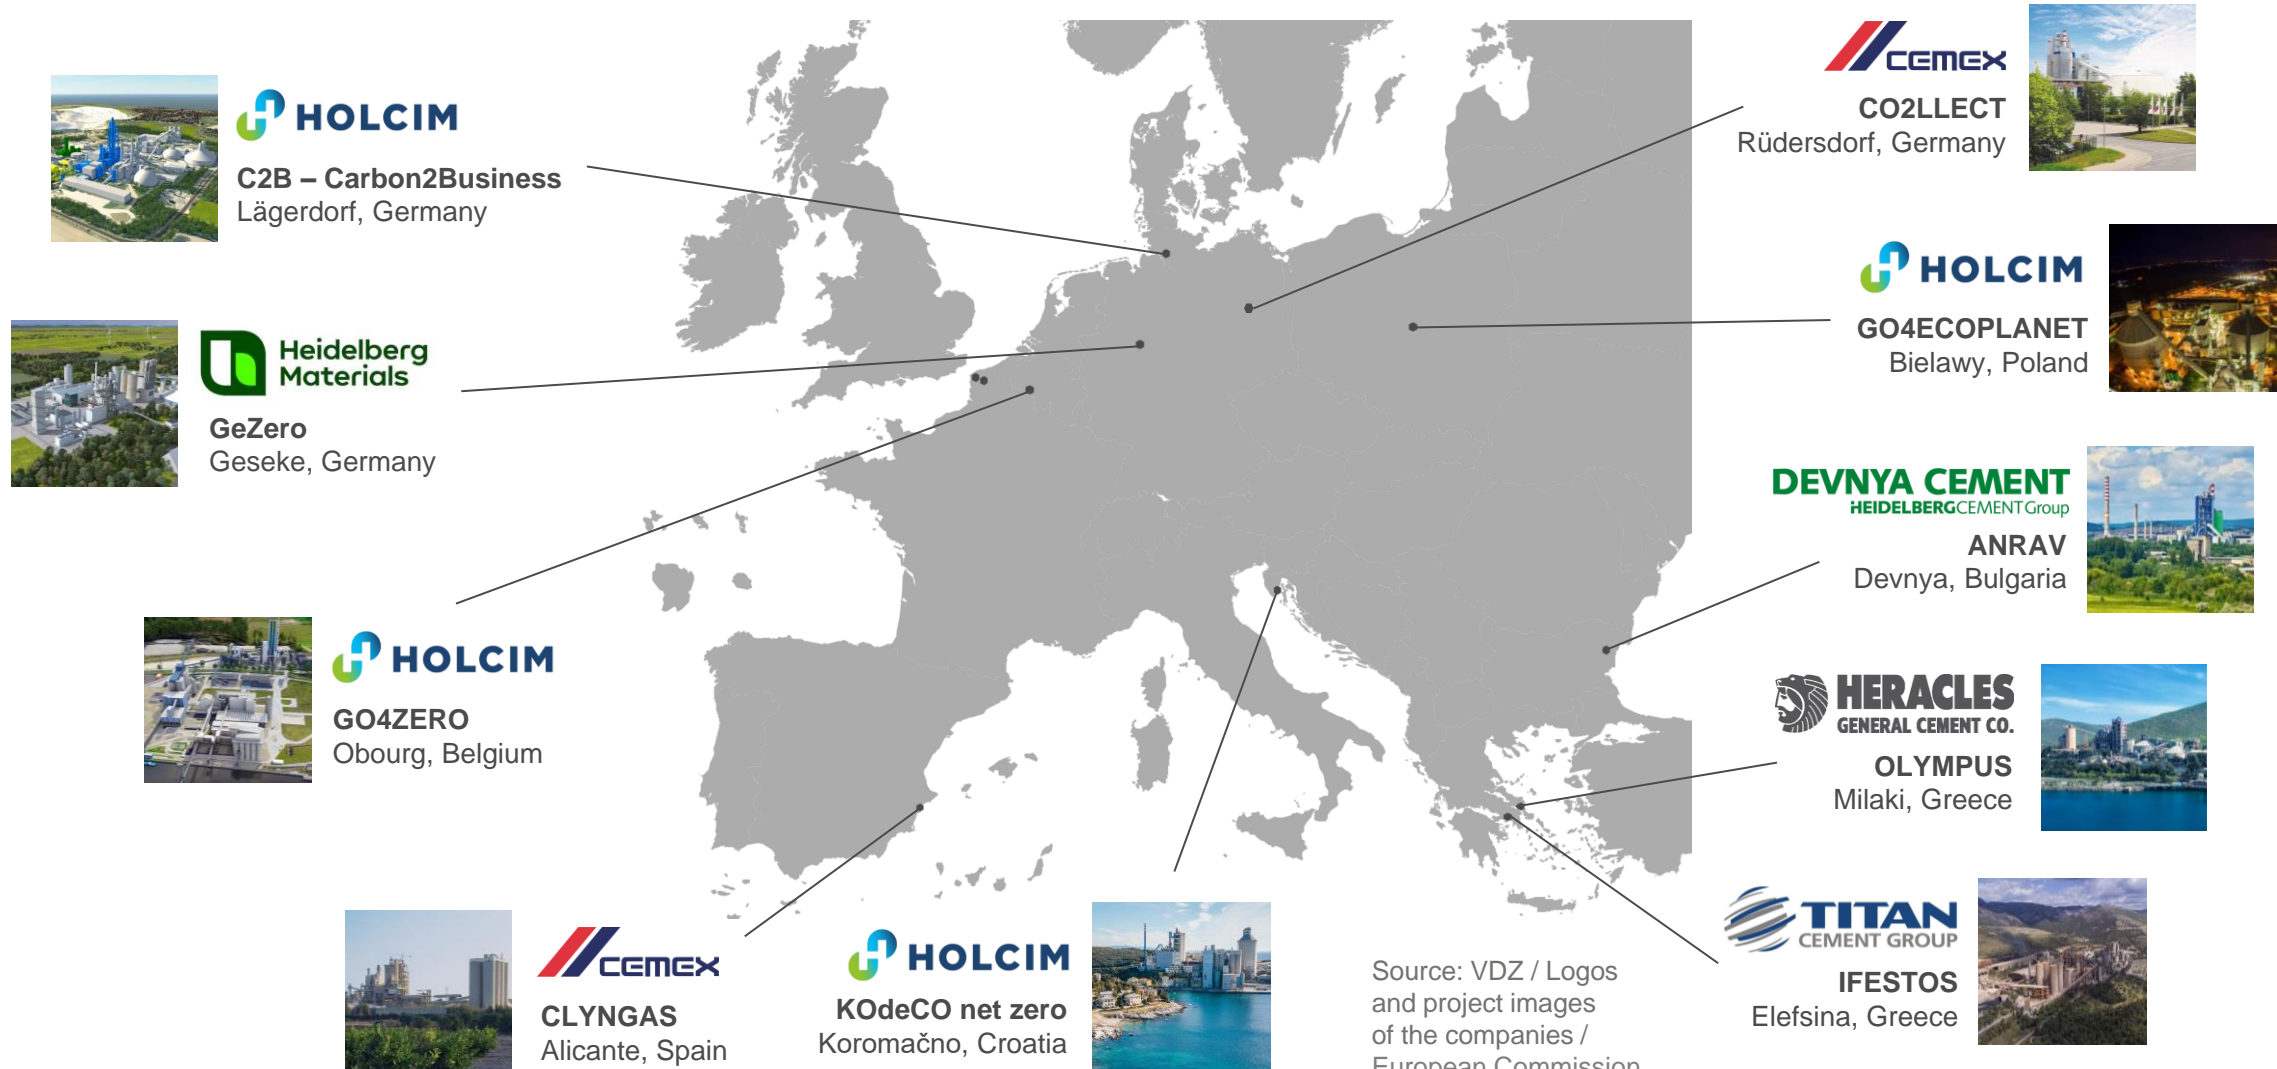 HOLCIM
C2B – Carbon2Business
Lägerdorf, Germany
Heidelberg
Materials
GeZero
Geseke, Germany
HOLCIM
GO4ZERO
Obourg, Belgium
CEMEX
CLYNGAS
Alicante, Spain
HOLCIM
KOdeCO net zero
Koromačno, Croatia
CEMEX
CO2LLECT
Rüdersdorf, Germany
HOLCIM
GO4ECOPLANET
Bielawy, Poland
DEVNYA CEMENT
HEIDELBERGCEMENT Group
ANRAV
Devnya, Bulgaria
HERACLES
GENERAL CEMENT CO.
OLYMPUS
Milaki, Greece
TITAN
CEMENT GROUP
IFESTOS
Elefsina, Greece
Source: VDZ / Logos
and project images
of the companies /
European Commission